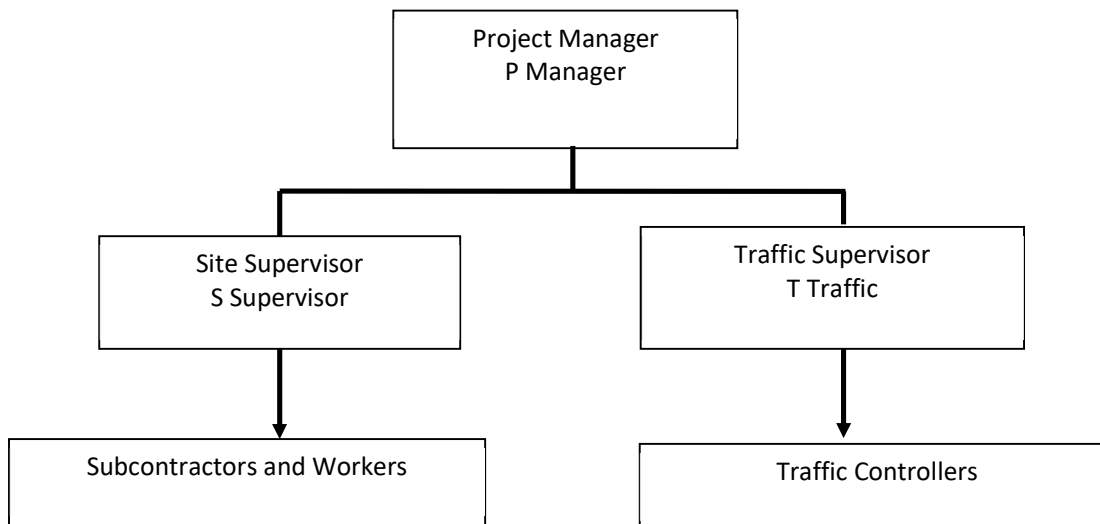 Project Manager
P Manager
Site Supervisor
S Supervisor
Traffic Supervisor
T Traffic
Subcontractors and Workers
Traffic Controllers